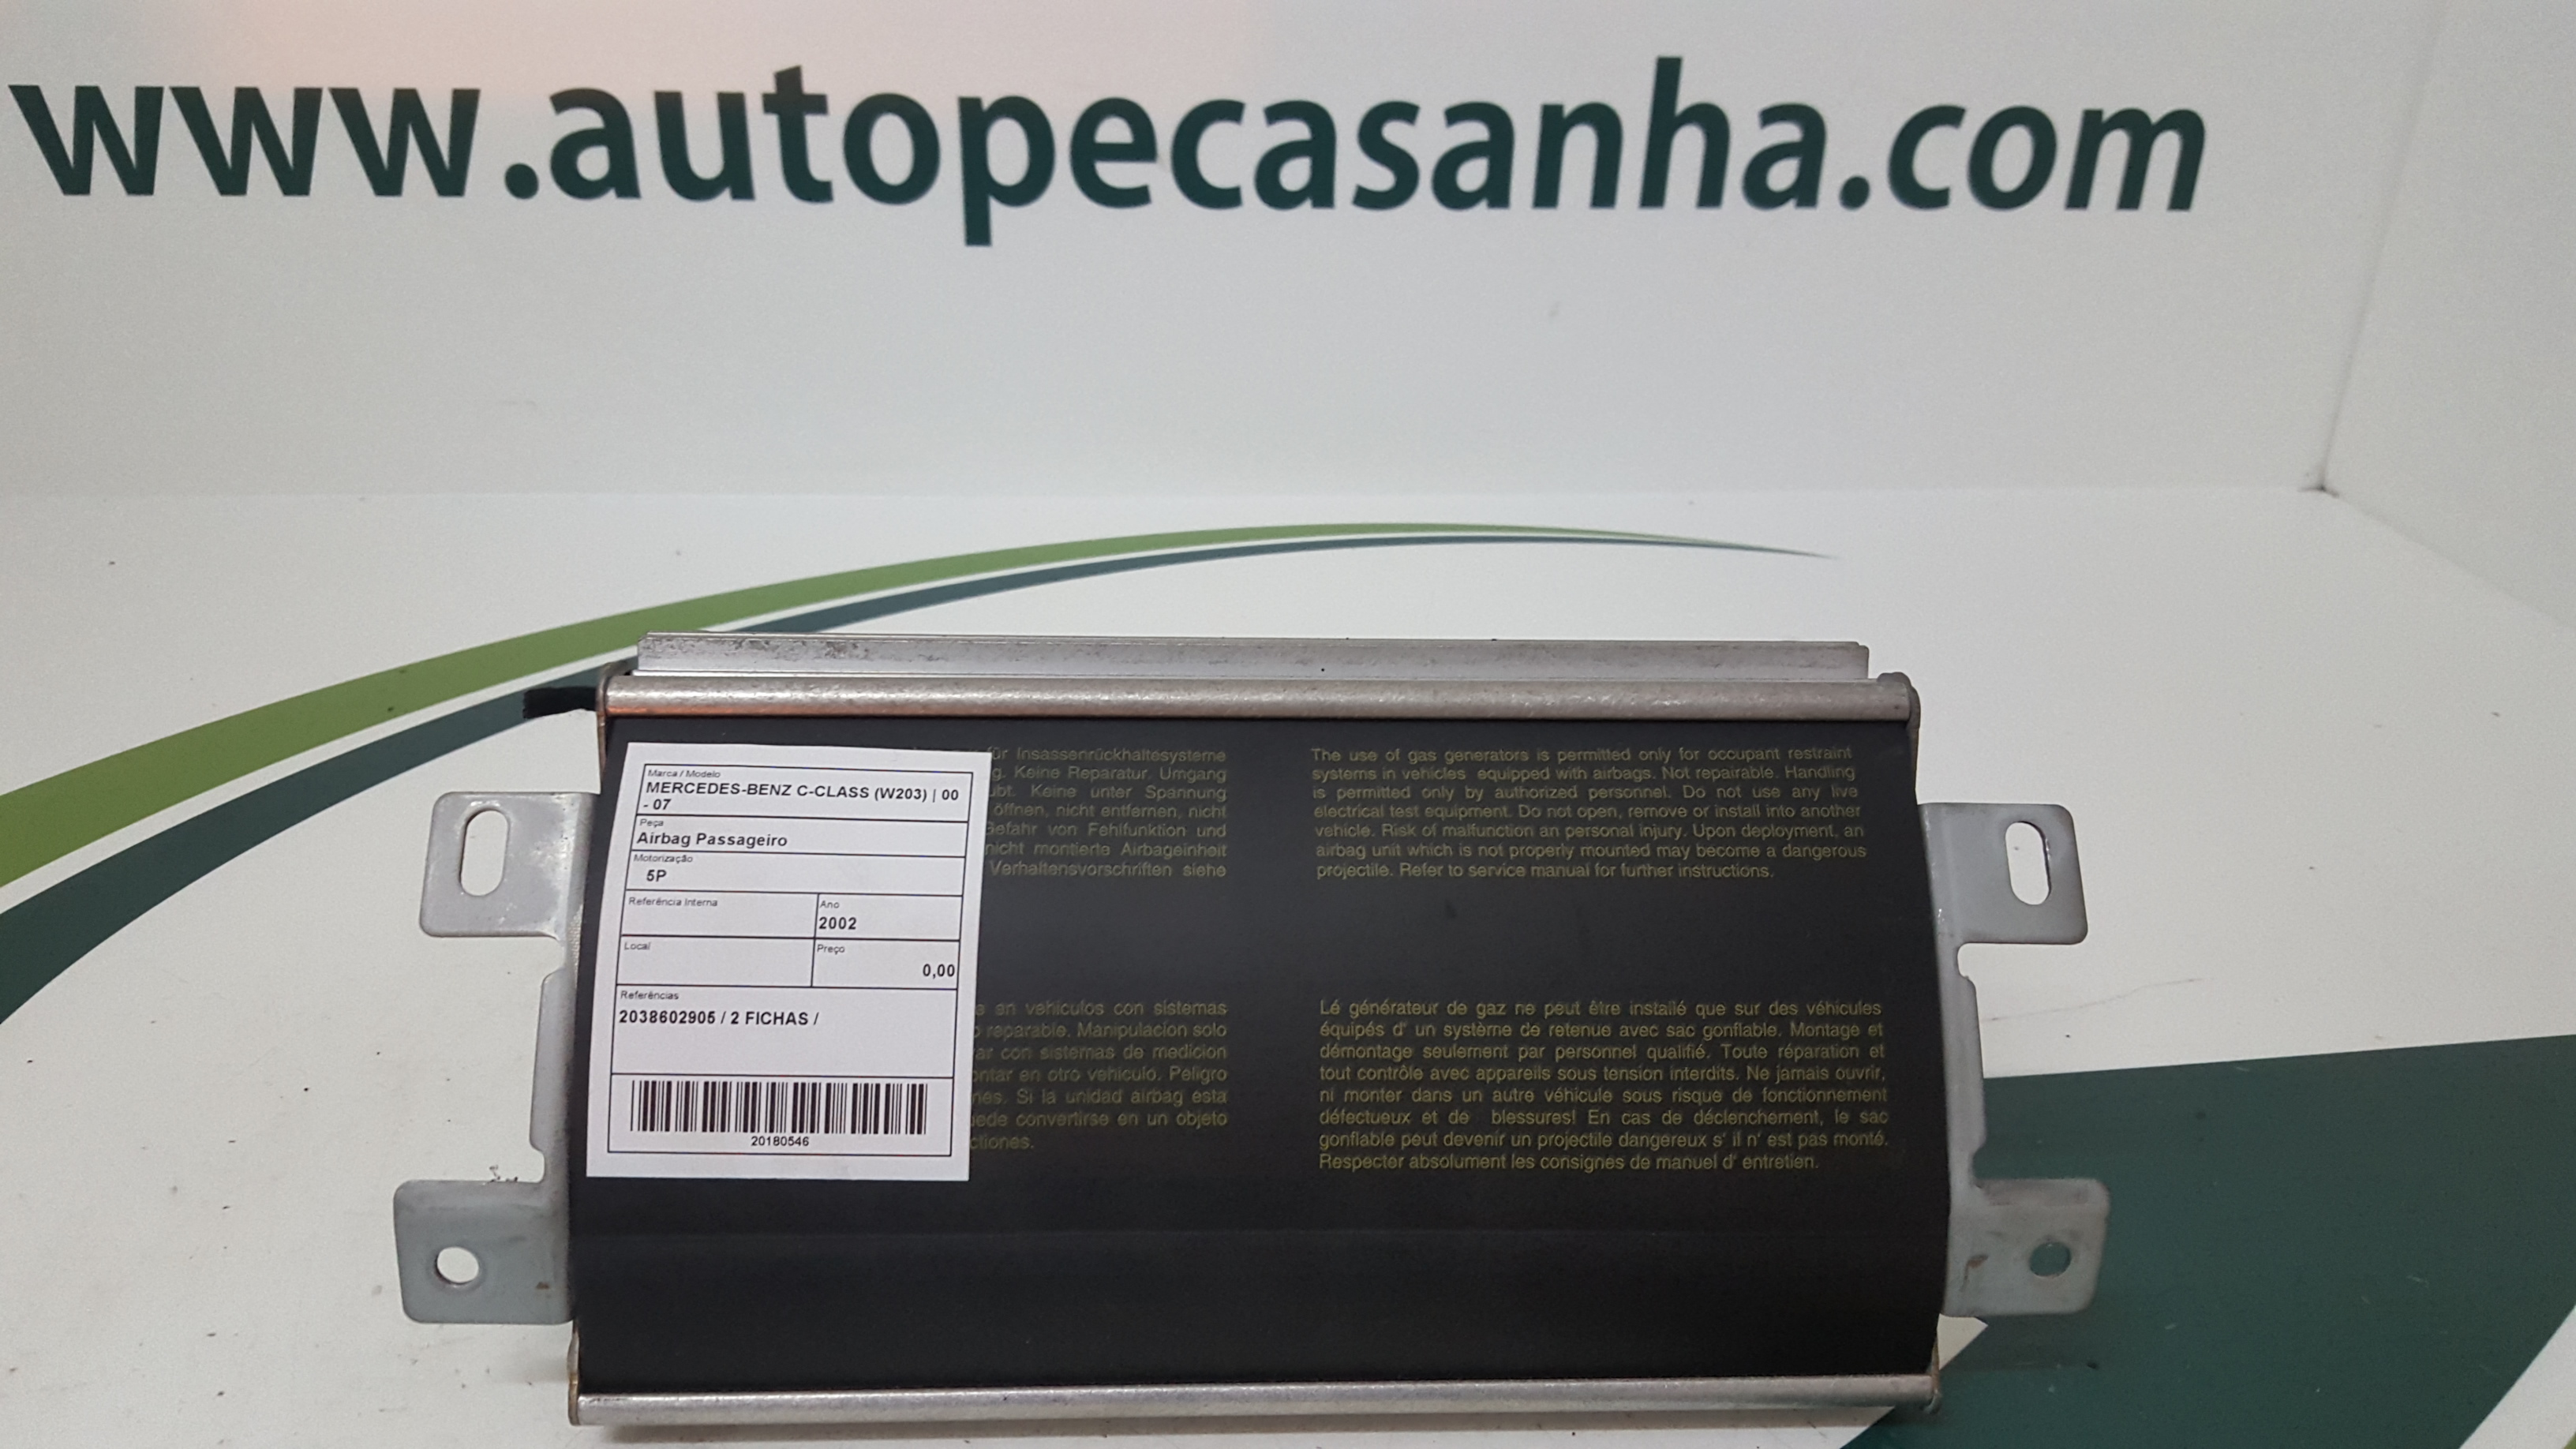 www.autopecasanha.com
Marca / Modelo
MERCEDES-BENZ C-CLASS (W203) | 00
- 07
Peça
Airbag Passageiro
Motorização
5P
Referência Interna
Ano
2002
Local
Preço
0,00
Referências
2038602905 / 2 FICHAS /
20180546
für Insassenrückhaltesysteme
g. Keine Reparatur. Umgang
ubt. Keine unter Spannung
öffnen, nicht entfernen, nicht
Gefahr von Fehlfunktion und
nicht montierte Airbageinheit
Verhaltensvorschriften siehe
The use of gas generators is permitted only for occupant restraint
systems in vehicles equipped with airbags. Not repairable. Handling
is permitted only by authorized personnel. Do not use any live
electrical test equipment. Do not open, remove or install into another
vehicle. Risk of malfunction an personal injury. Upon deployment, an
airbag unit which is not properly mounted may become a dangerous
projectile. Refer to service manual for further instructions.
en vehiculos con sistemas
reparable. Manipulacion solo
ar con sistemas de medicion
ontar en otro vehiculo. Peligro
nes. Si la unidad airbag esta
uede convertirse en un objeto
ctiones.
Lé générateur de gaz ne peut être installé que sur des véhicules
équipés d' un système de retenue avec sac gonflable. Montage et
démontage seulement par personnel qualifié. Toute réparation et
tout contrôle avec appareils sous tension interdits. Ne jamais ouvrir,
ni monter dans un autre véhicule sous risque de fonctionnement
défectueux et de blessures! En cas de déclenchement, le sac
gonflable peut devenir un projectile dangereux s' il n' est pas monté.
Respecter absolument les consignes de manuel d' entretien.